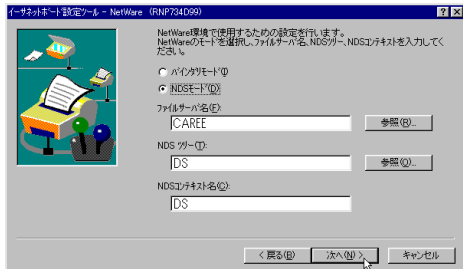 イーサネットボード設定ツール - NetWare （RNP734D99）
NetWare環境で使用するための設定を行います。
NetWareのモードを選択し、ファイルサーバ名、NDSツリー、NDSコンテキストを入力してく
ださい。
バインダリモード(I)
NDSモード(D)
ファイルサーバ名(F):
CAREE
参照(R)...
NDS ツリー(T):
DS
参照(O)...
NDSコンテキスト名(C):
DS
< 戻る(B)
次へ(N) >
キャンセル